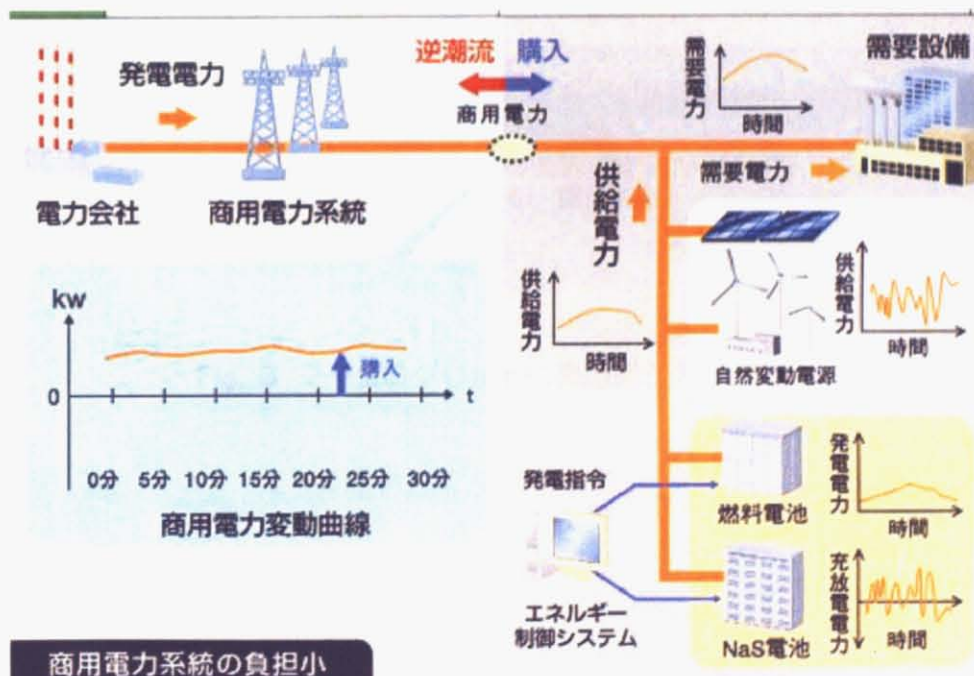 発電電力
逆潮流 購入
商用電力
需要電力
時間
需要設備
電力会社
商用電力系統
供給電力
需要電力
供給電力
時間
供給電力
自然変動電源
kw
購入
0
t
0分 5分 10分 15分 20分 25分 30分
商用電力変動曲線
発電指令
燃料電池
発電電力
時間
エネルギー
制御システム
NaS電池
充放電電力
時間
商用電力系統の負担小